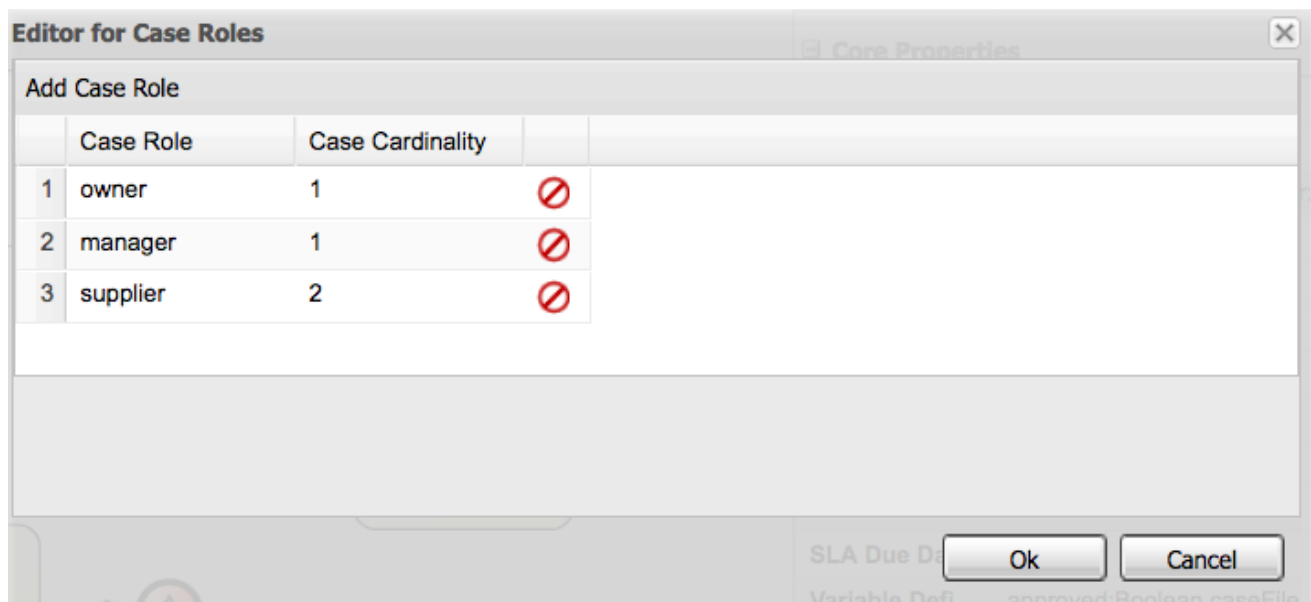 Editor for Case Roles
Core Properties
Add Case Role
Case Role Case Cardinality
1 owner 1
2 manager 1
3 supplier 2
SLA Due Da
Ok Cancel
Variable Defi approved:Boolean,caseFile